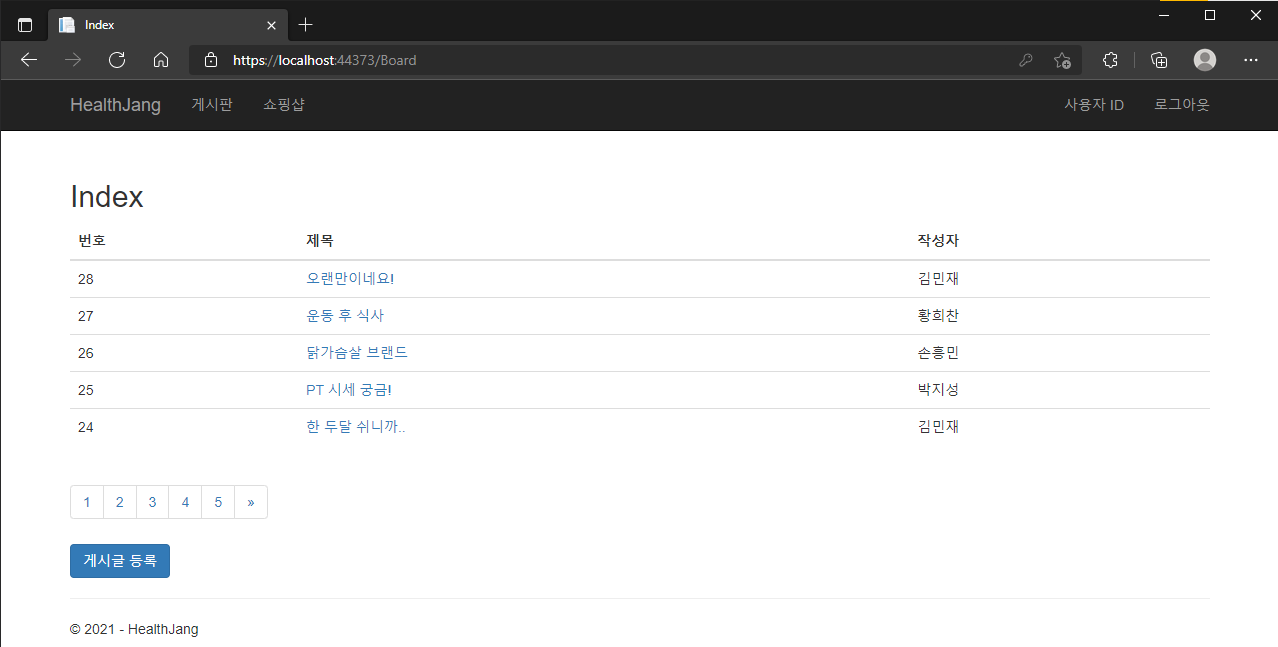 Index
https://localhost:44373/Board
HealthJang 게시판 쇼핑샵 사용자 ID 로그아웃
Index
번호 제목 작성자
28 오랜만이네요! 김민재
27 운동 후 식사 황희찬
26 닭가슴살 브랜드 손흥민
25 PT 시세 궁금! 박지성
24 한 두달 쉬니까.. 김민재
1 2 3 4 5 »
게시글 등록
© 2021 - HealthJang